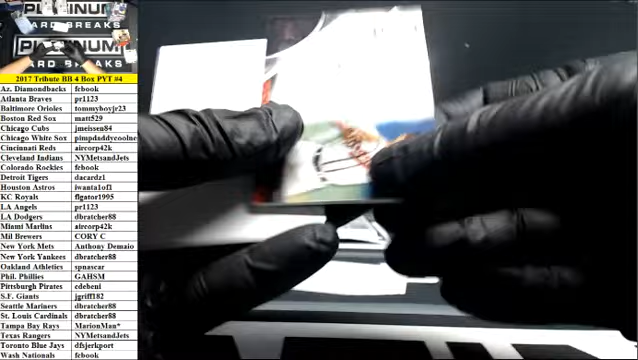 PLATINUM
CARD BREAKS
PLATINUM
CARD BREAKS
2017 Tribute BB 4 Box PYT #4
Az. Diamondbacks fcbook
Atlanta Braves pr1123
Baltimore Orioles tommyboyjr23
Boston Red Sox matt529
Chicago Cubs jmeissen84
Chicago White Sox pimpdaddycoolne
Cincinnati Reds aircorp42k
Cleveland Indians NYMetsandJets
Colorado Rockies fcbook
Detroit Tigers dacardz1
Houston Astros iwanta1of1
KC Royals flgator1995
LA Angels pr1123
LA Dodgers dbratcher88
Miami Marlins aircorp42k
Mil Brewers CORY C
New York Mets Anthony Demaio
New York Yankees dbratcher88
Oakland Athletics spnascar
Phil. Phillies GAHSM
Pittsburgh Pirates cdebeni
S.F. Giants jgriff182
Seattle Mariners dbratcher88
St. Louis Cardinals dbratcher88
Tampa Bay Rays MarionMan*
Texas Rangers NYMetsandJets
Toronto Blue Jays dfsjerkport
Wash Nationals fcbook